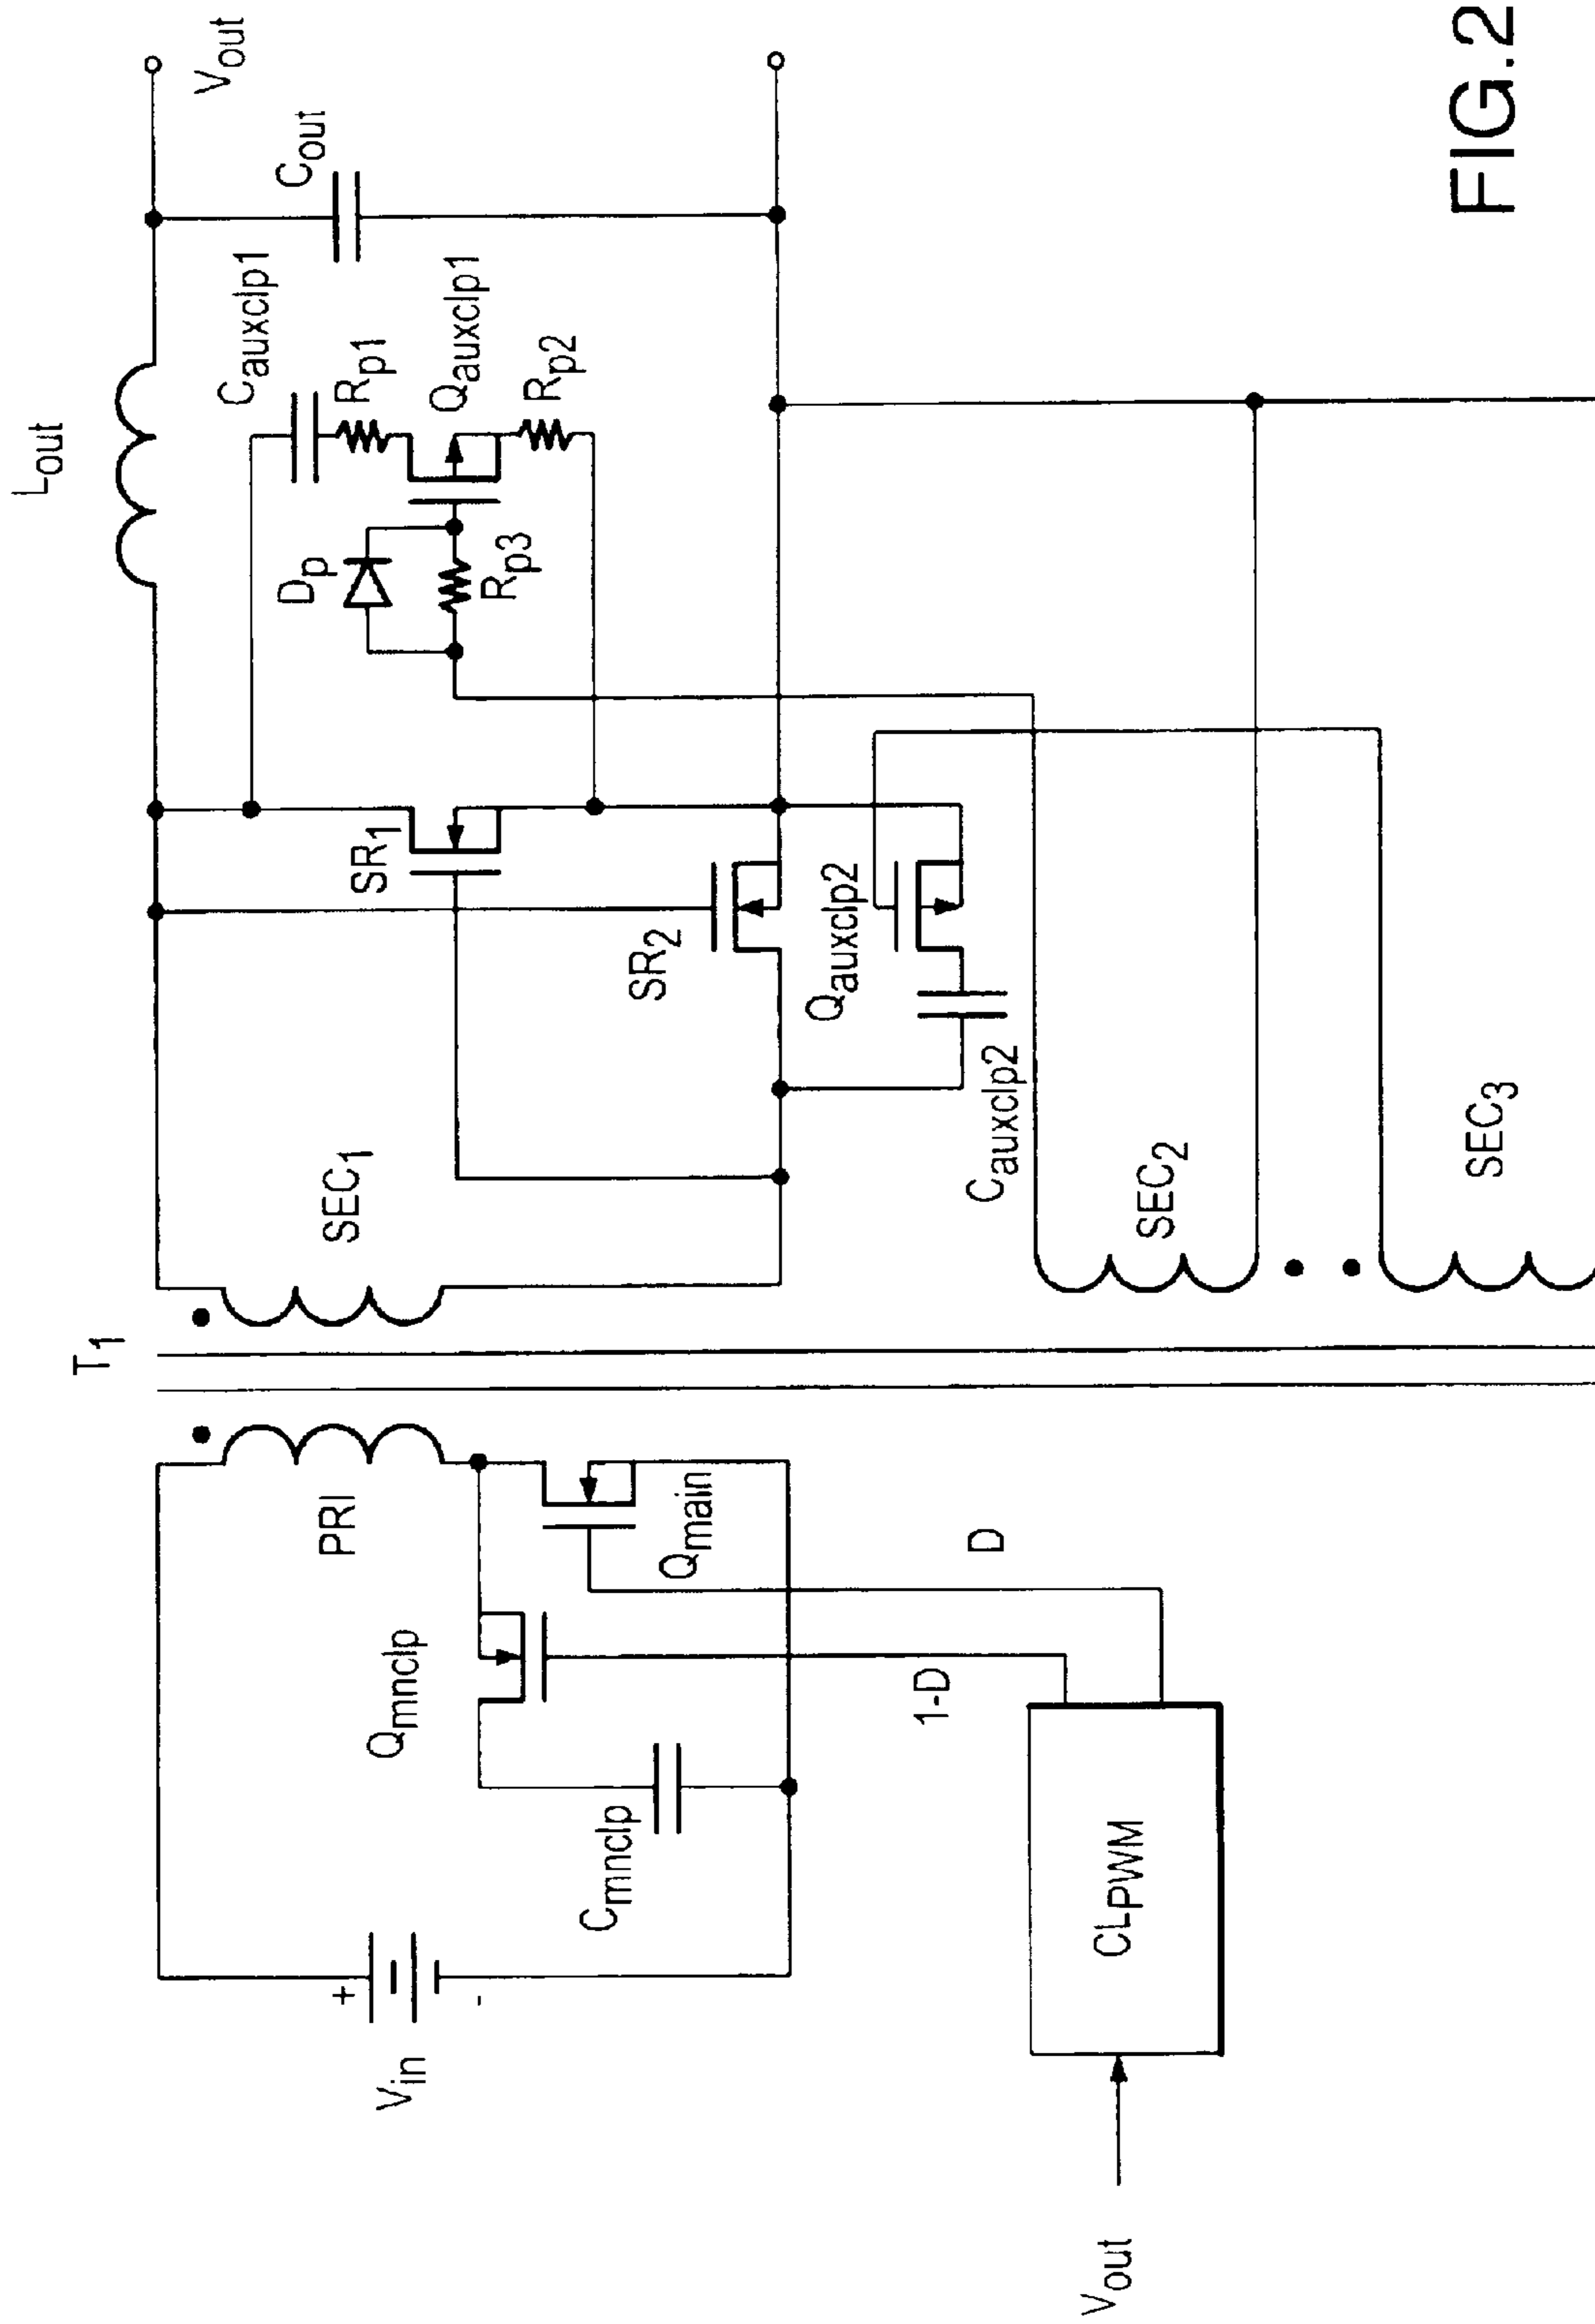 T1
Lout
Vout
Cout
Cauxclp1
Rp1
Qauxclp1
Rp2
Dp
Rp3
SR1
SR2
Qauxclp2
Cauxclp2
SEC1
SEC2
SEC3
PRI
Qmain
Qmnclp
Cmnclp
+
-
Vin
D
1-D
CLPWM
Vout
FIG.2